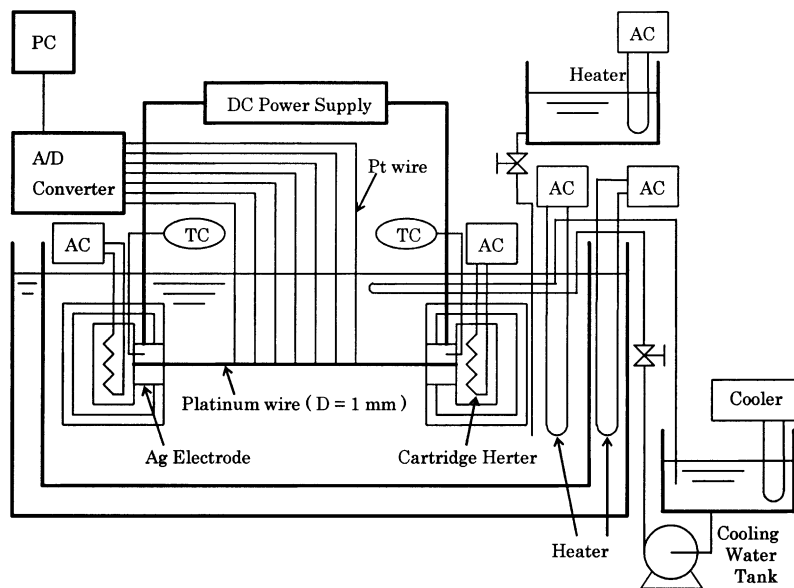 PC
AC
Heater
DC Power Supply
A/D
Converter
Pt wire
AC
AC
AC
TC
TC
AC
Platinum wire ( D = 1 mm )
Cooler
Ag Electrode
Cartridge Herter
Heater
Cooling
Water
Tank